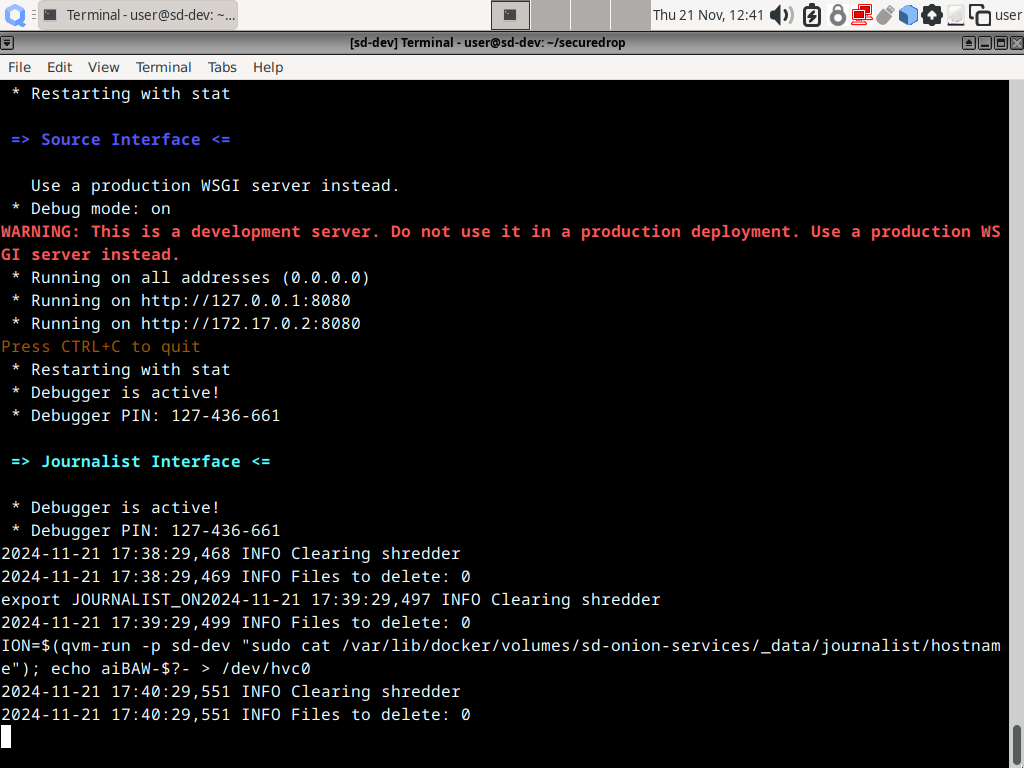 Terminal - user@sd-dev: ~...
Thu 21 Nov, 12:41
user
[sd-dev] Terminal - user@sd-dev: ~/securedrop
File Edit View Terminal Tabs Help
* Restarting with stat
=> Source Interface <=
Use a production WSGI server instead.
* Debug mode: on
WARNING: This is a development server. Do not use it in a production deployment. Use a production WS
GI server instead.
* Running on all addresses (0.0.0.0)
* Running on http://127.0.0.1:8080
* Running on http://172.17.0.2:8080
Press CTRL+C to quit
* Restarting with stat
* Debugger is active!
* Debugger PIN: 127-436-661
=> Journalist Interface <=
* Debugger is active!
* Debugger PIN: 127-436-661
2024-11-21 17:38:29,468 INFO Clearing shredder
2024-11-21 17:38:29,469 INFO Files to delete: 0
export JOURNALIST_ON2024-11-21 17:39:29,497 INFO Clearing shredder
2024-11-21 17:39:29,499 INFO Files to delete: 0
ION=$(qvm-run -p sd-dev "sudo cat /var/lib/docker/volumes/sd-onion-services/_data/journalist/hostnam
e"); echo aiBAW-$?- > /dev/hvc0
2024-11-21 17:40:29,551 INFO Clearing shredder
2024-11-21 17:40:29,551 INFO Files to delete: 0